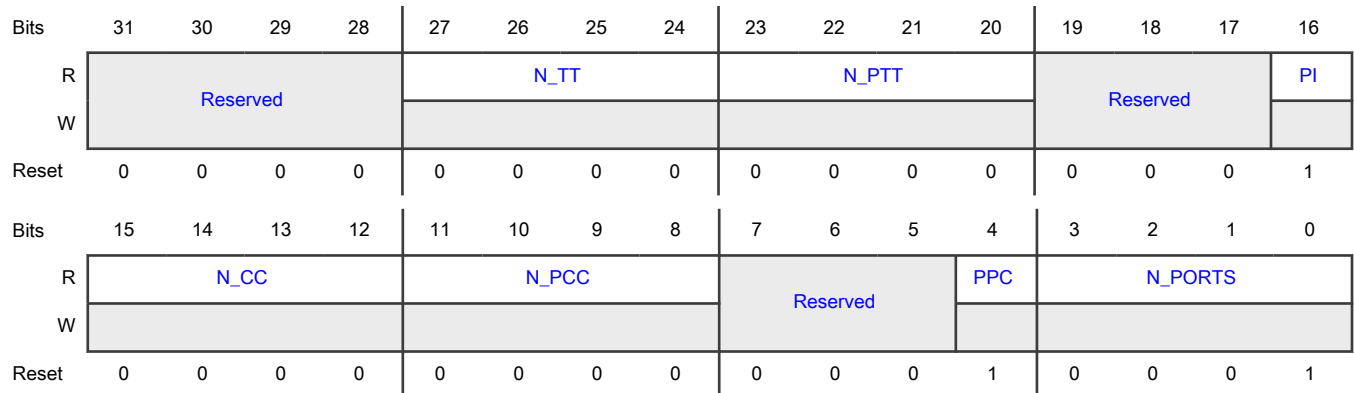 Bits 31 30 29 28 27 26 25 24 23 22 21 20 19 18 17 16
R Reserved N_TT N_PTT Reserved PI
W
Reset 0 0 0 0 0 0 0 0 0 0 0 0 0 0 0 1
Bits 15 14 13 12 11 10 9 8 7 6 5 4 3 2 1 0
R N_CC N_PCC Reserved PPC N_PORTS
W
Reset 0 0 0 0 0 0 0 0 0 0 0 1 0 0 0 1